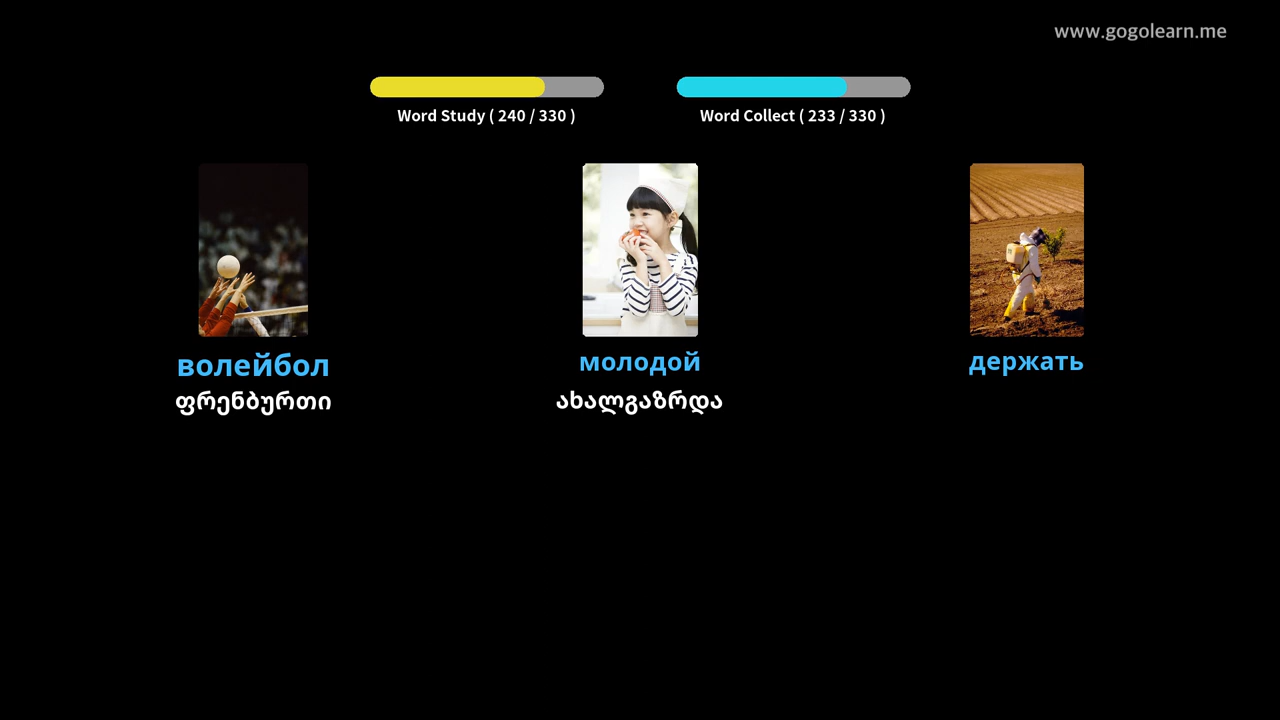 www.gogolearn.me
Word Study ( 240 / 330 )
Word Collect ( 233 / 330 )
волейбол
ფრენბურთი
молодой
ახალგაზრდა
держать